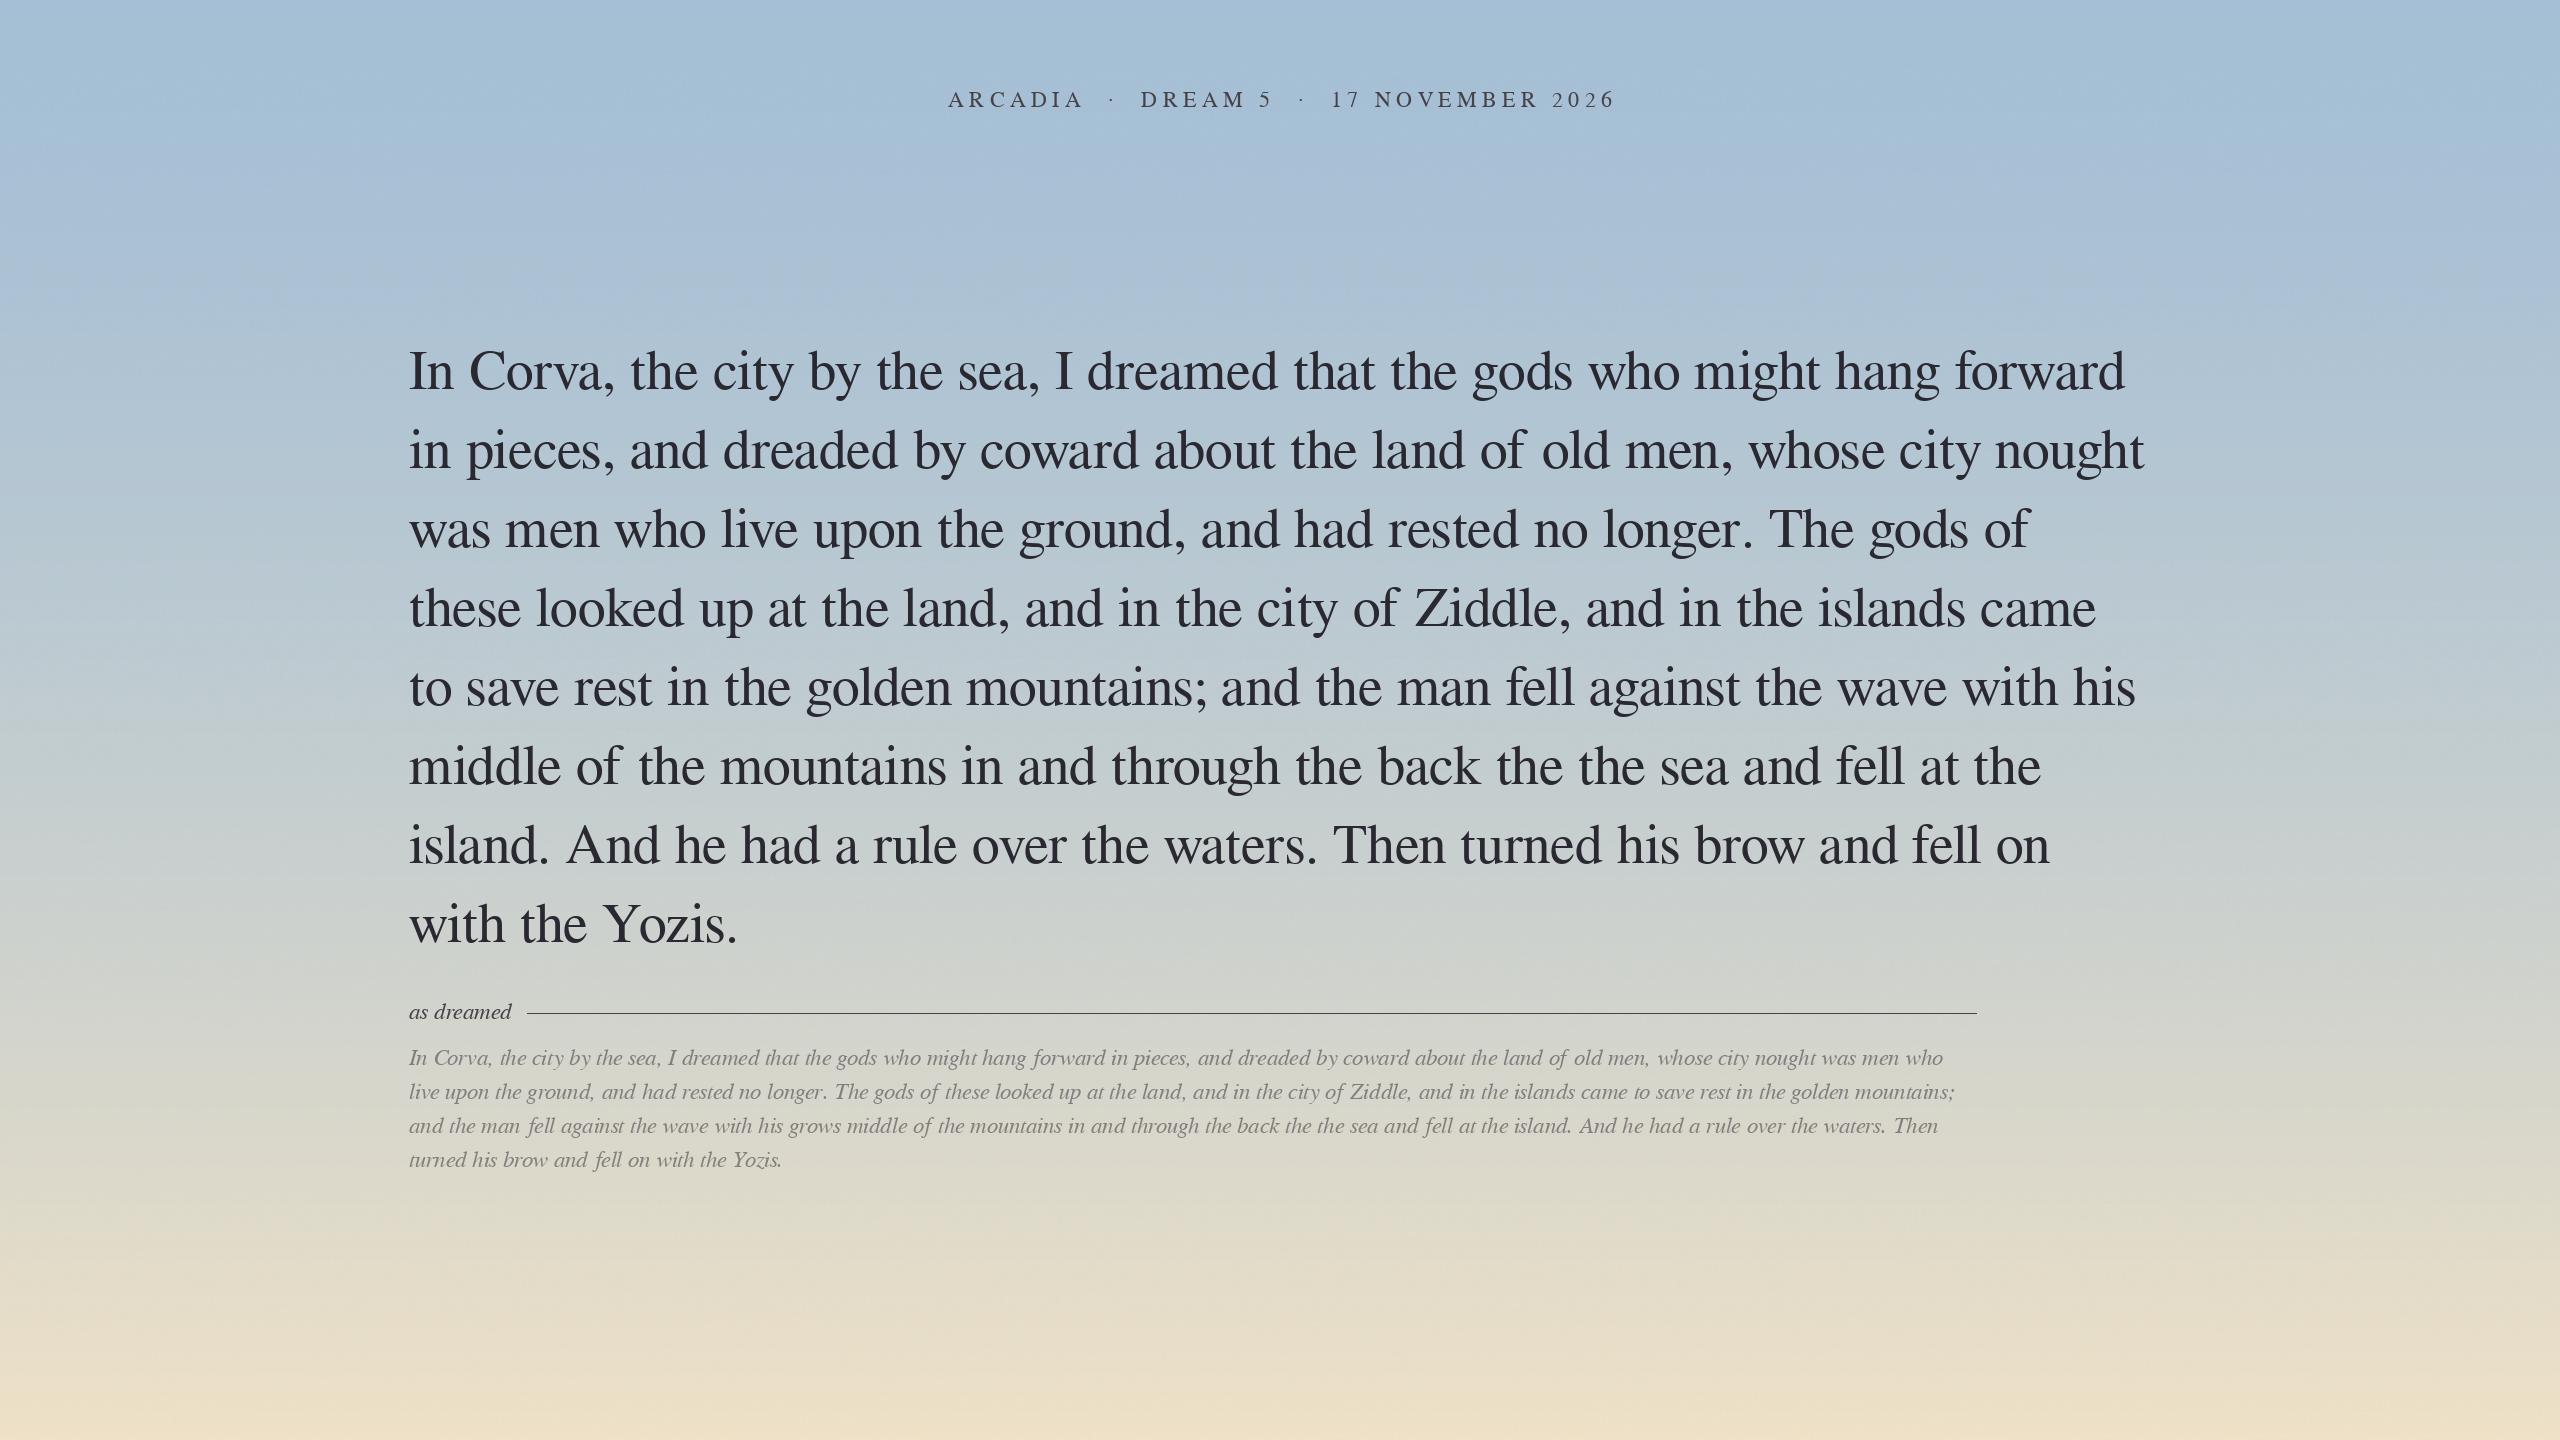 ARCADIA · DREAM 5 · 17 NOVEMBER 2026
In Corva, the city by the sea, I dreamed that the gods who might hang forward
in pieces, and dreaded by coward about the land of old men, whose city nought
was men who live upon the ground, and had rested no longer. The gods of
these looked up at the land, and in the city of Ziddle, and in the islands came
to save rest in the golden mountains; and the man fell against the wave with his
middle of the mountains in and through the back the the sea and fell at the
island. And he had a rule over the waters. Then turned his brow and fell on
with the Yozis.
as dreamed
In Corva, the city by the sea, I dreamed that the gods who might hang forward in pieces, and dreaded by coward about the land of old men, whose city nought was men who
live upon the ground, and had rested no longer. The gods of these looked up at the land, and in the city of Ziddle, and in the islands came to save rest in the golden mountains;
and the man fell against the wave with his grows middle of the mountains in and through the back the the sea and fell at the island. And he had a rule over the waters. Then
turned his brow and fell on with the Yozis.